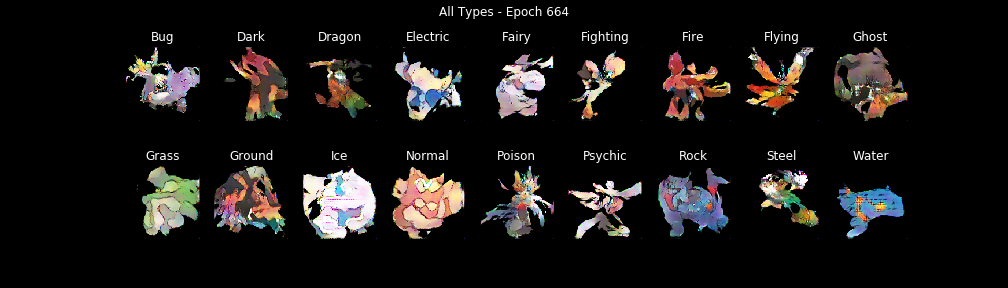 All Types - Epoch 664
Bug Dark Dragon Electric Fairy Fighting Fire Flying Ghost
Grass Ground Ice Normal Poison Psychic Rock Steel Water